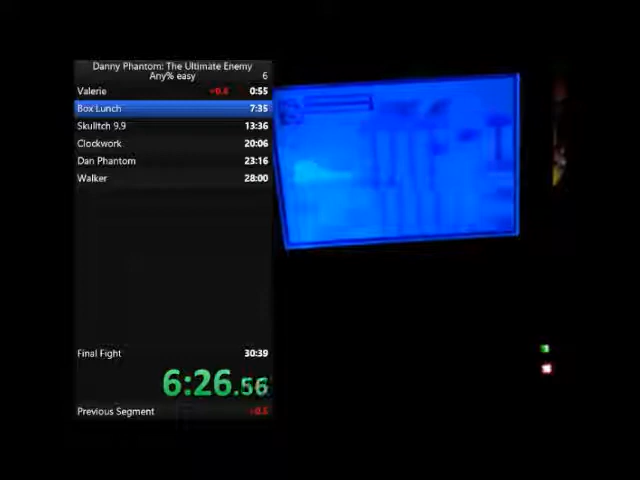 Danny Phantom: The Ultimate Enemy
Any% easy 6
Valerie +0.6 0:55
Box Lunch 7:35
Skulltch 9.9 13:36
Clockwork 20:06
Dan Phantom 23:16
Walker 28:00
Final Fight 30:39
6:26.56
Previous Segment +0.5